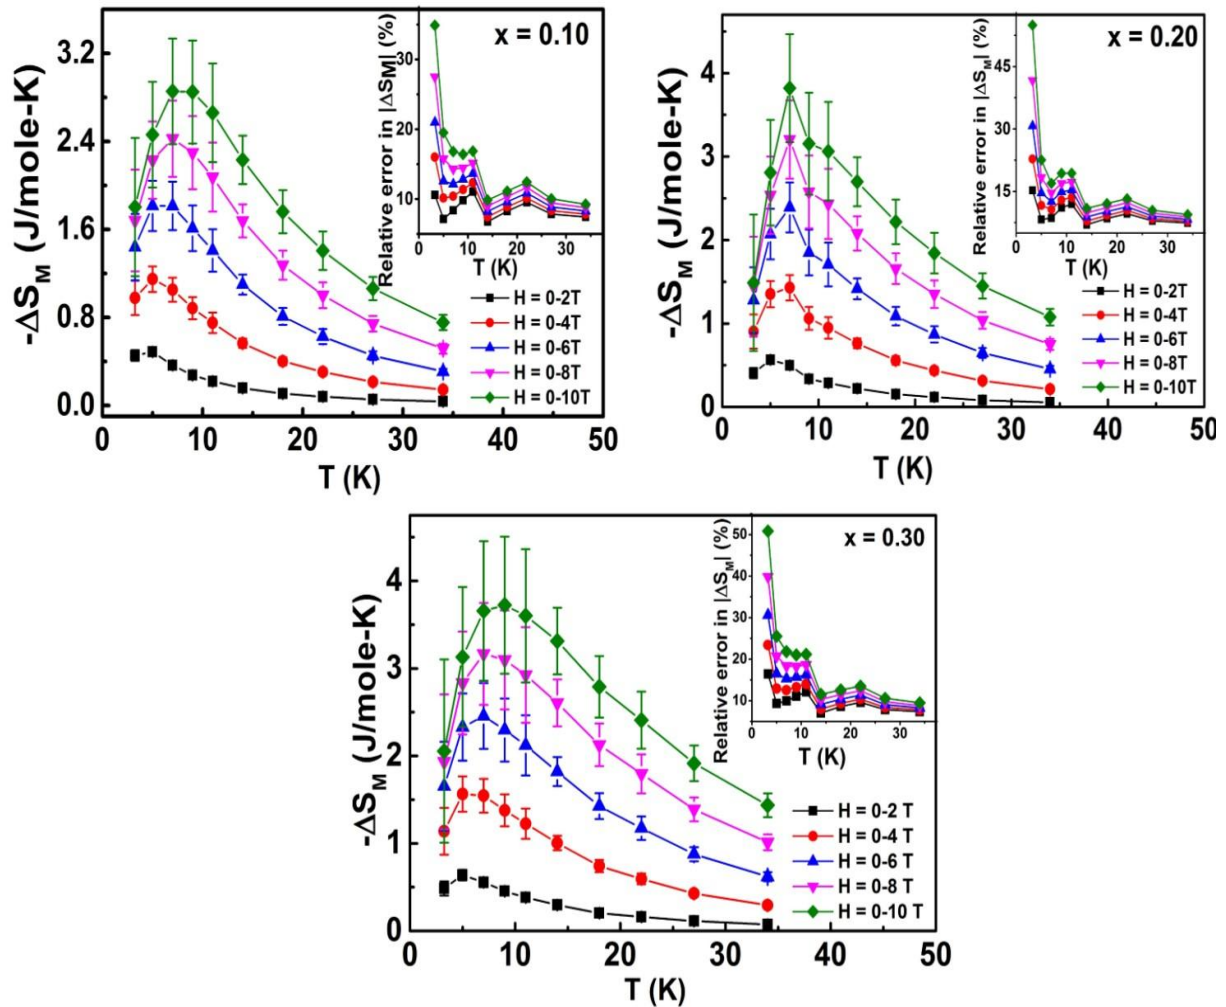 x = 0.10
-ΔS_M (J/mole-K)
3.2
2.4
1.6
0.8
0.0
0 10 20 30 40 50
T (K)
Relative error in |ΔSM| (%)
30
20
10
0 10 20 30
T (K)
H = 0-2T
H = 0-4T
H = 0-6T
H = 0-8T
H = 0-10T
x = 0.20
-ΔS_M (J/mole-K)
4
3
2
1
0
0 10 20 30 40 50
T (K)
Relative error in |ΔS_M| (%)
45
30
15
0 10 20 30
T (K)
H = 0-2T
H = 0-4T
H = 0-6T
H = 0-8T
H = 0-10T
x = 0.30
-ΔS_M (J/mole-K)
4
3
2
1
0
0 10 20 30 40 50
T (K)
Relative error in |ΔS_M| (%)
50
40
30
20
10
0 10 20 30
T (K)
H = 0-2 T
H = 0-4 T
H = 0-6 T
H = 0-8 T
H = 0-10 T